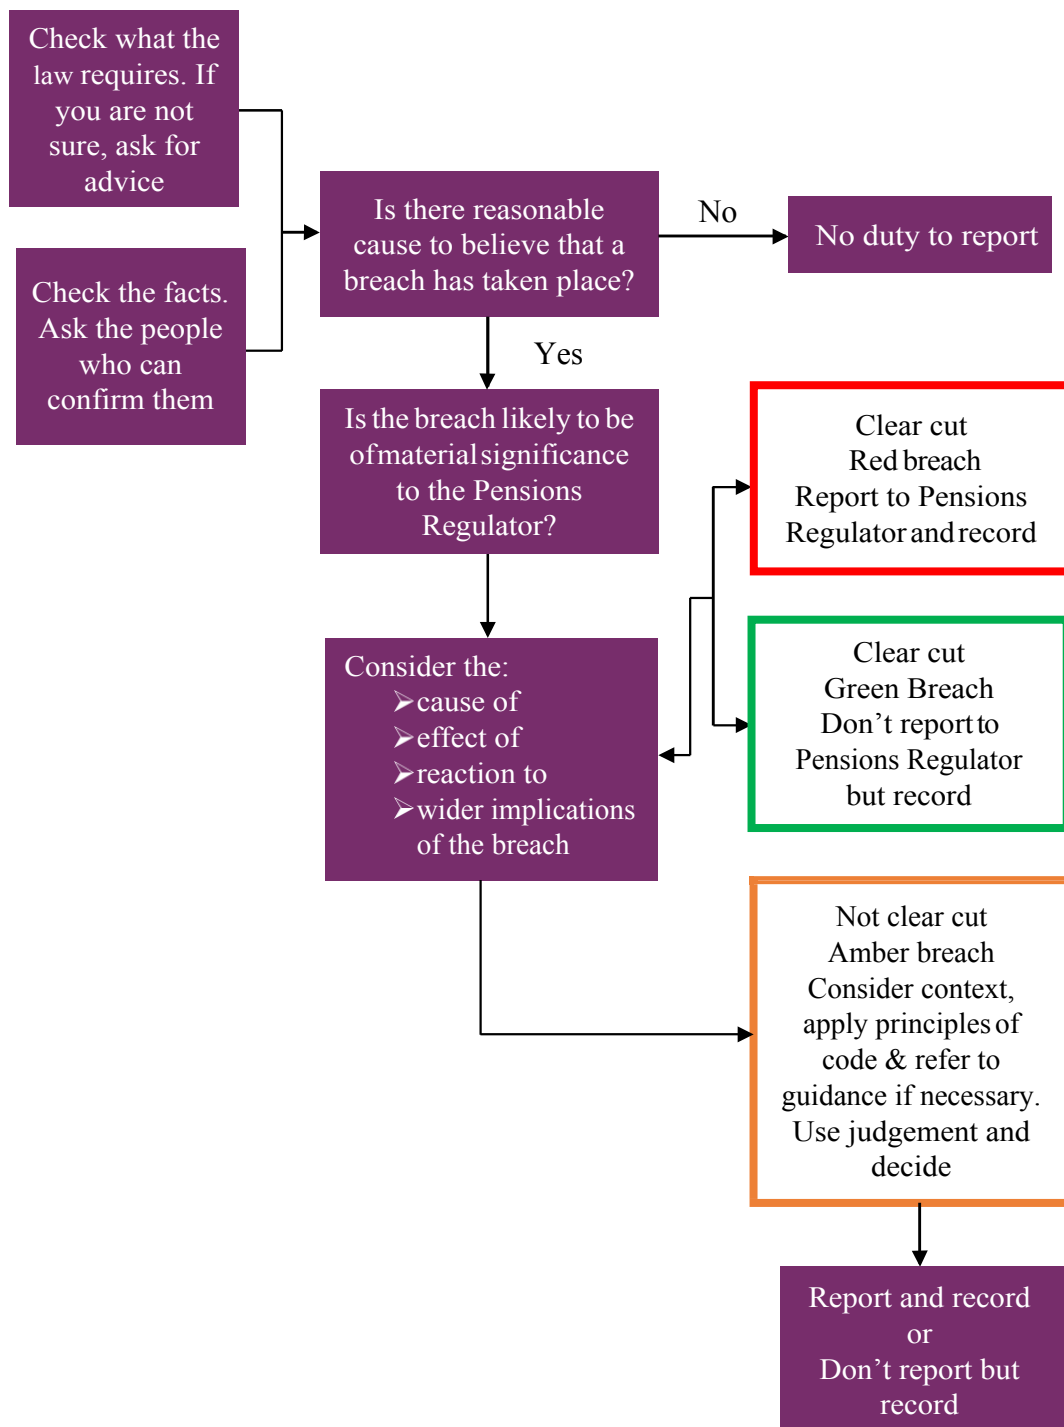 Check what the
law requires. If
you are not
sure, ask for
advice
Check the facts.
Ask the people
who can
confirm them
Is there reasonable
cause to believe that a
breach has taken place?
No
No duty to report
Yes
Is the breach likely to be
of material significance
to the Pensions
Regulator?
Clear cut
Red breach
Report to Pensions
Regulator and record
Clear cut
Green Breach
Don’t report to
Pensions Regulator
but record
Consider the:
➢cause of
➢effect of
➢reaction to
➢wider implications
of the breach
Not clear cut
Amber breach
Consider context,
apply principles of
code & refer to
guidance if necessary.
Use judgement and
decide
Report and record
or
Don’t report but
record